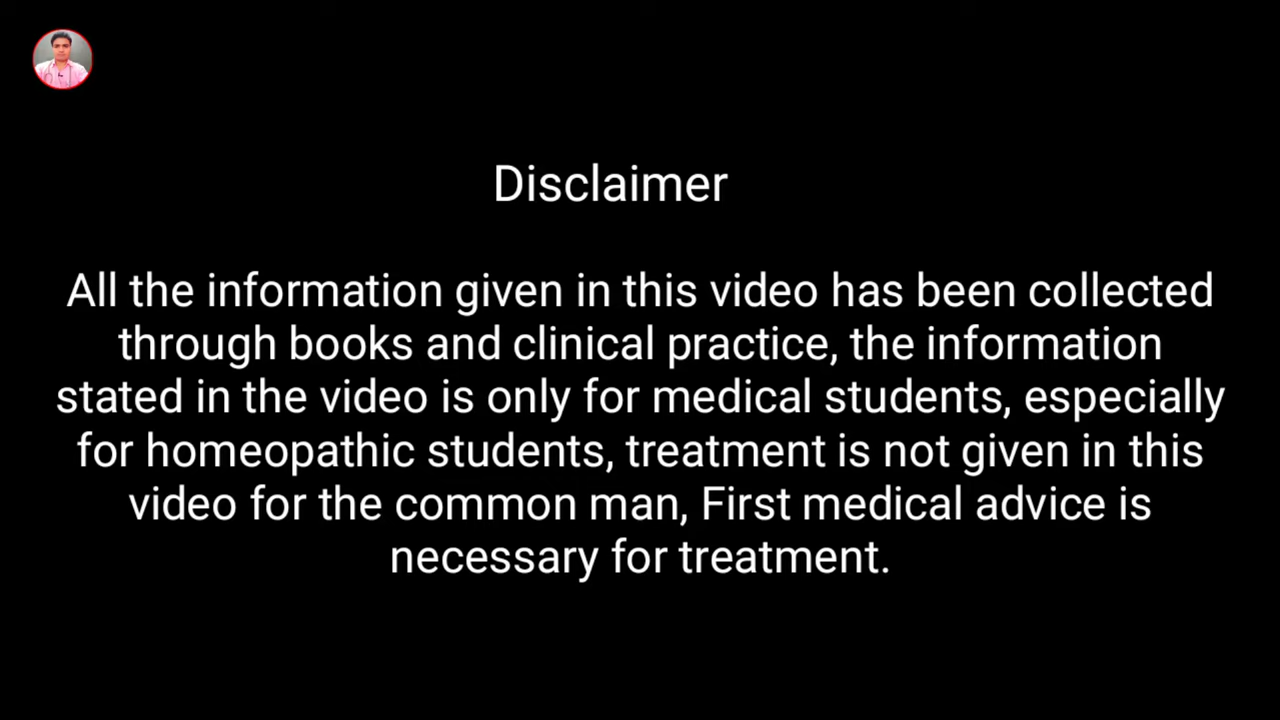 Disclaimer
All the information given in this video has been collected
through books and clinical practice, the information
stated in the video is only for medical students, especially
for homeopathic students, treatment is not given in this
video for the common man, First medical advice is
necessary for treatment.